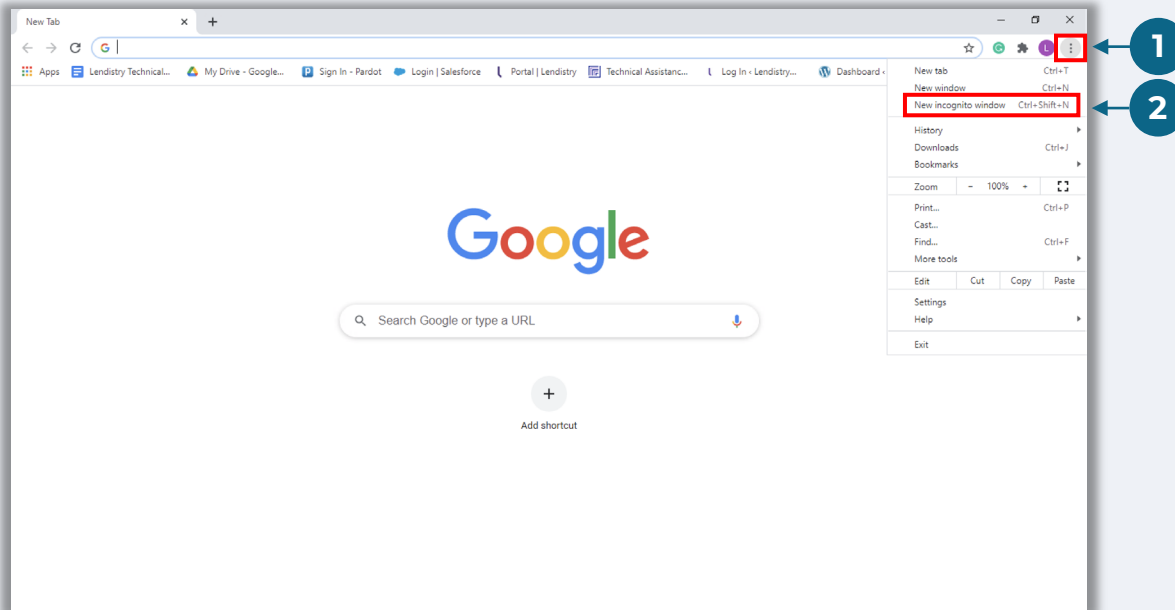 New Tab
1
Apps Lendistry Technical... My Drive - Google... Sign In - Pardot Login | Salesforce Portal | Lendistry Technical Assistanc... Log In ‹ Lendistry... Dashboard ‹
L
New tab Ctrl+T
New window Ctrl+N
New incognito window Ctrl+Shift+N
2
History
Downloads Ctrl+J
Bookmarks
Zoom - 100% +
Print... Ctrl+P
Cast...
Find... Ctrl+F
More tools
Edit Cut Copy Paste
Settings
Help
Exit
Google
Search Google or type a URL
+
Add shortcut